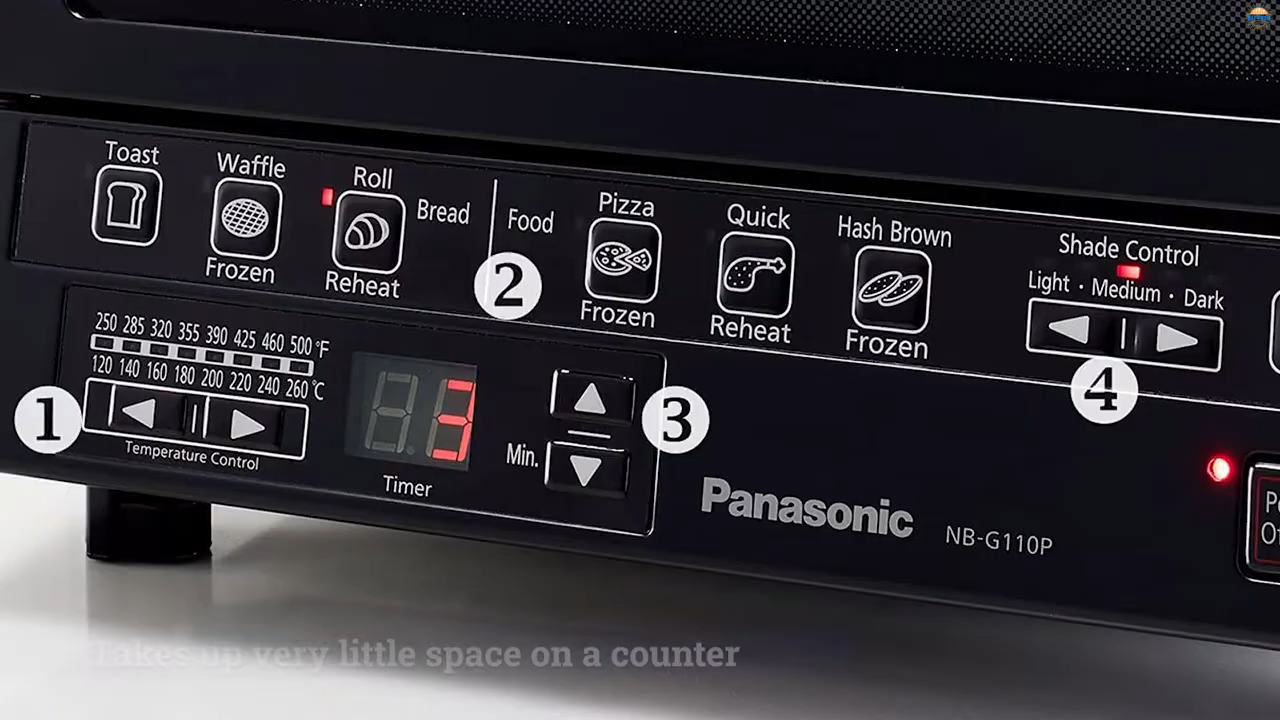 Toast
Waffle
Frozen
Roll
Reheat
Bread
Food
Pizza
Frozen
Quick
Reheat
Hash Brown
Frozen
Shade Control
Light · Medium · Dark
250 285 320 355 390 425 460 500 °F
120 140 160 180 200 220 240 260 °C
Temperature Control
3
Timer
Min.
1
2
3
4
Panasonic NB-G110P
Takes up very little space on a counter